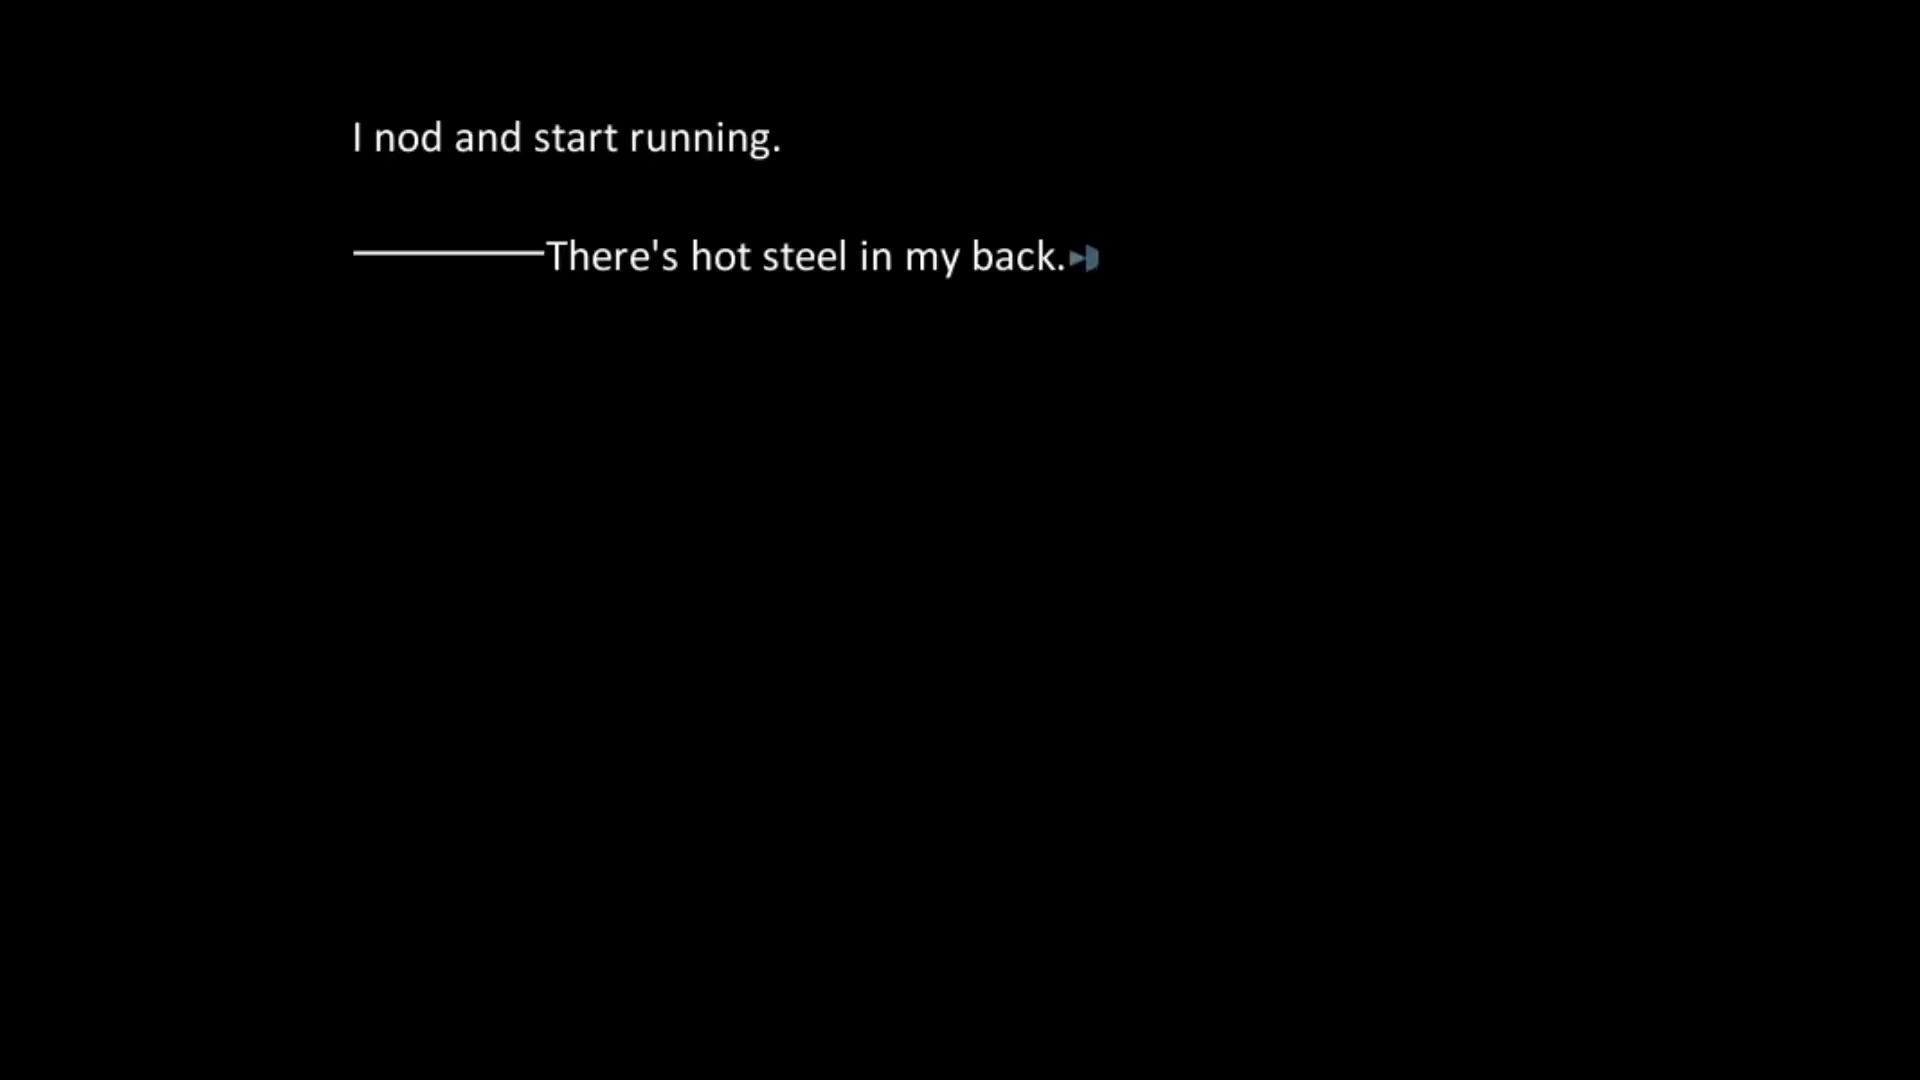 I nod and start running.
――――――There's hot steel in my back.